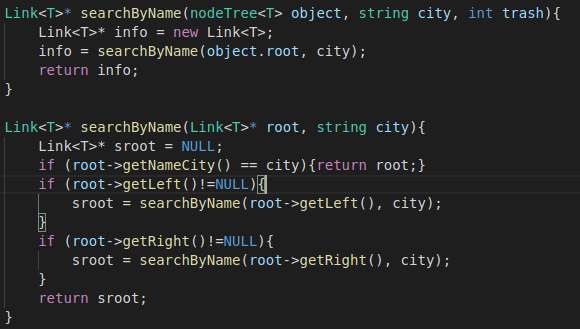 Link<T>* searchByName(nodeTree<T> object, string city, int trash){
    Link<T>* info = new Link<T>;
    info = searchByName(object.root, city);
    return info;
}

Link<T>* searchByName(Link<T>* root, string city){
    Link<T>* sroot = NULL;
    if (root->getNameCity() == city){return root;}
    if (root->getLeft()!=NULL){
        sroot = searchByName(root->getLeft(), city);
    }
    if (root->getRight()!=NULL){
        sroot = searchByName(root->getRight(), city);
    }
    return sroot;
}